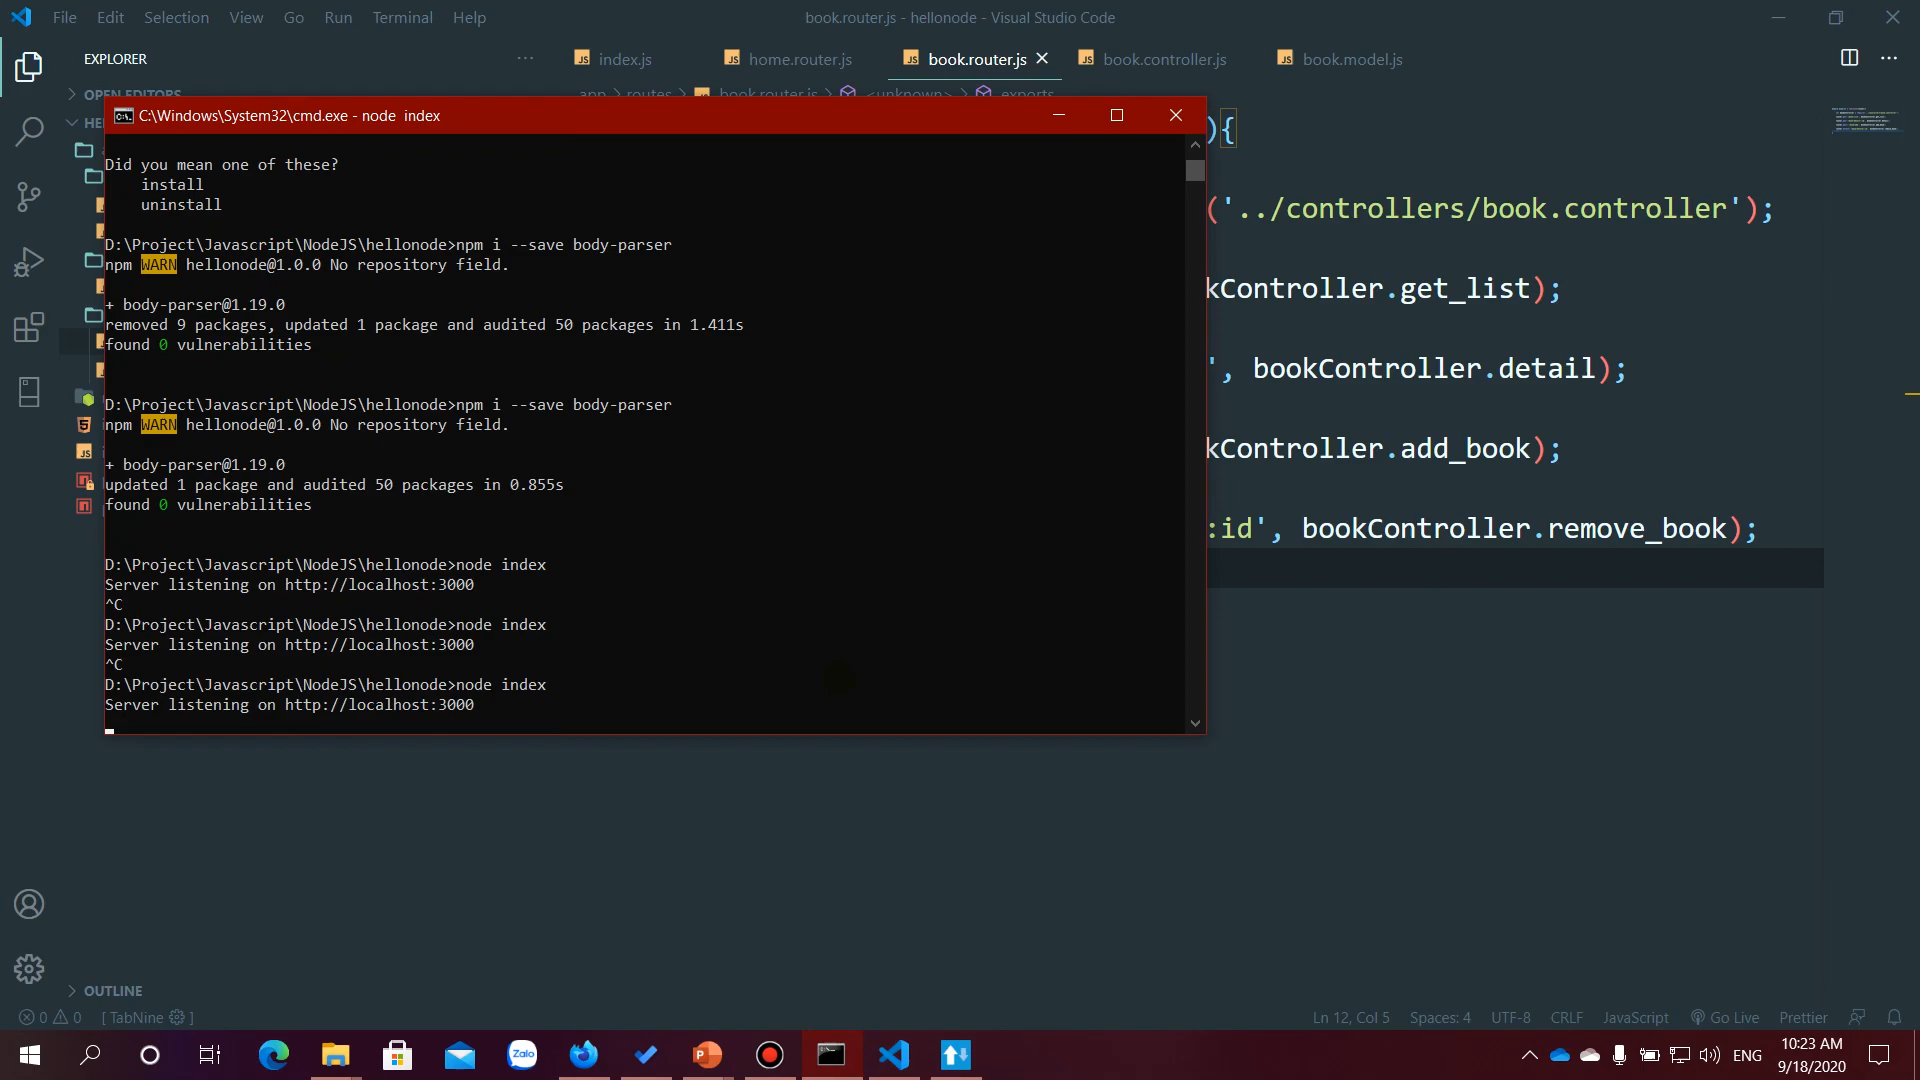 File Edit Selection View Go Run Terminal Help
book.router.js - hellonode - Visual Studio Code
EXPLORER
index.js
home.router.js
book.router.js
book.controller.js
book.model.js
OPEN EDITORS
app > routes > book.router.js > <unknown> > exports
HE
C:\Windows\System32\cmd.exe - node  index
Did you mean one of these?
install
uninstall
D:\Project\Javascript\NodeJS\hellonode>npm i --save body-parser
npm WARN hellonode@1.0.0 No repository field.
+ body-parser@1.19.0
removed 9 packages, updated 1 package and audited 50 packages in 1.411s
found 0 vulnerabilities
D:\Project\Javascript\NodeJS\hellonode>npm i --save body-parser
npm WARN hellonode@1.0.0 No repository field.
+ body-parser@1.19.0
updated 1 package and audited 50 packages in 0.855s
found 0 vulnerabilities
D:\Project\Javascript\NodeJS\hellonode>node index
Server listening on http://localhost:3000
^C
D:\Project\Javascript\NodeJS\hellonode>node index
Server listening on http://localhost:3000
^C
D:\Project\Javascript\NodeJS\hellonode>node index
Server listening on http://localhost:3000
){
('../controllers/book.controller');
kController.get_list);
', bookController.detail);
kController.add_book);
:id', bookController.remove_book);
OUTLINE
0 0 [ TabNine ]
Ln 12, Col 5 Spaces: 4 UTF-8 CRLF JavaScript Go Live Prettier
Zalo
ENG
10:23 AM
9/18/2020